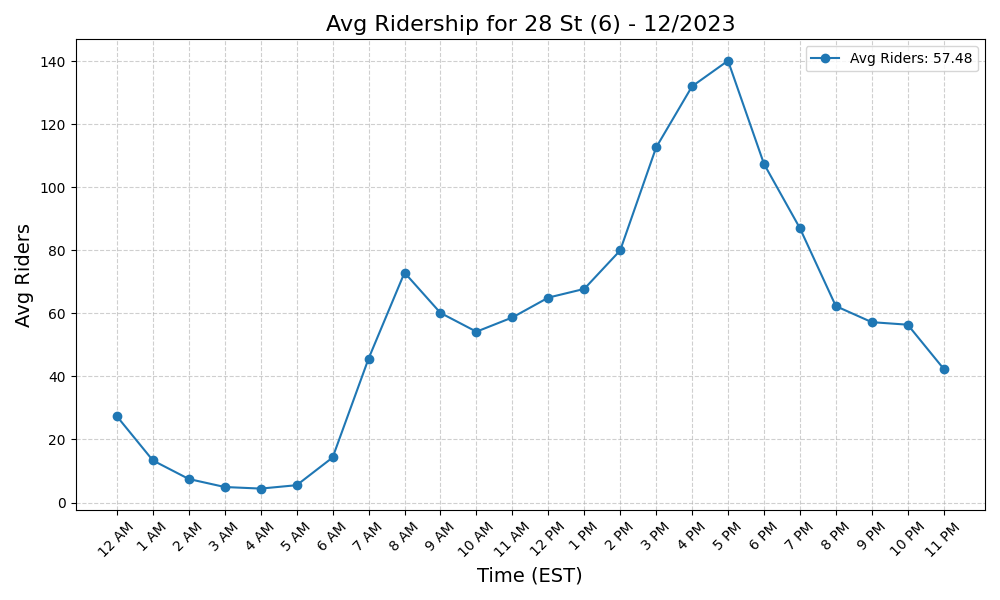 Avg Ridership for 28 St (6) - 12/2023
Avg Riders: 57.48
Avg Riders
140
120
100
80
60
40
20
0
12 AM
1 AM
2 AM
3 AM
4 AM
5 AM
6 AM
7 AM
8 AM
9 AM
10 AM
11 AM
12 PM
1 PM
2 PM
3 PM
4 PM
5 PM
6 PM
7 PM
8 PM
9 PM
10 PM
11 PM
Time (EST)